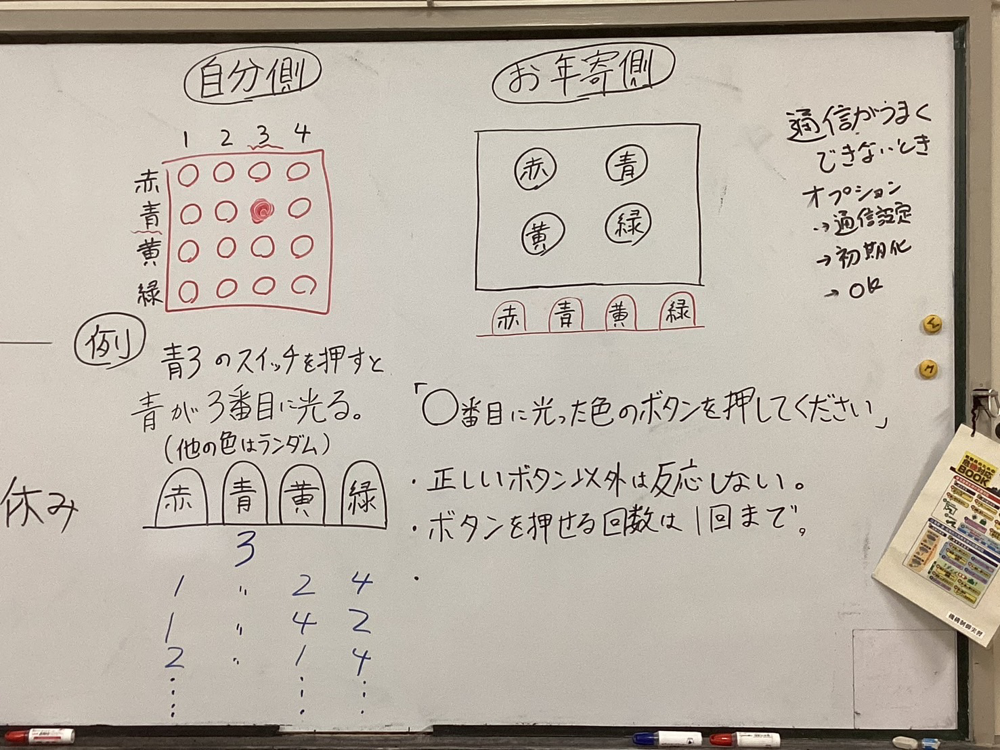 自分側
1 2 3 4
赤
青
黄
緑
例
青3のスイッチを押すと
青が3番目に光る。
(他の色はランダム)
赤 青 黄 緑
3
1 〃 2 4
1 〃 4 2
2 〃 1 4
休み
お年寄側
赤 青
黄 緑
赤 青 黄 緑
「○番目に光った色のボタンを押してください」
・正しいボタン以外は反応しない。
・ボタンを押せる回数は1回まで。
・
通信がうまく
できないとき
オプション
→通信設定
→初期化
→OK
BOOK
機構制御実習